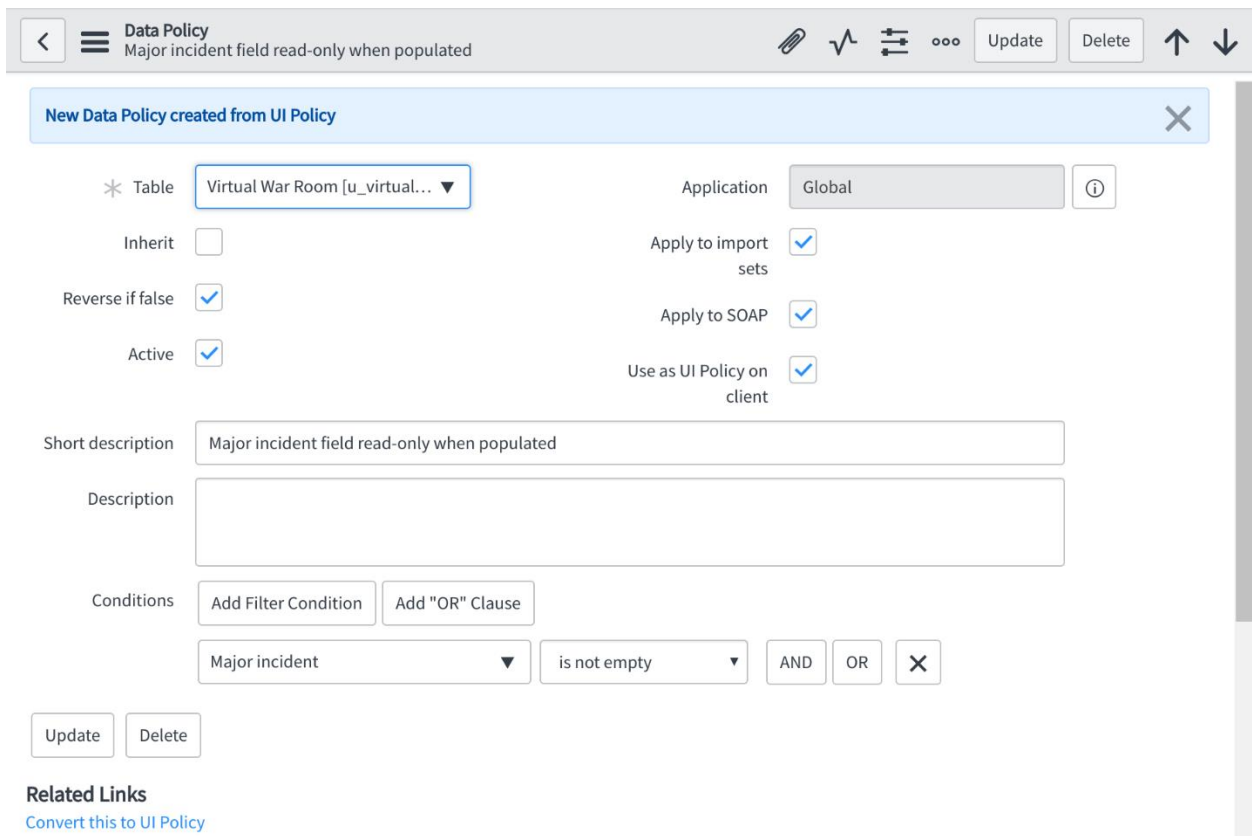 Data Policy
Major incident field read-only when populated
Update
Delete
New Data Policy created from UI Policy
Table
Virtual War Room [u_virtual...
Application
Global
Inherit
Apply to import
sets
Reverse if false
Apply to SOAP
Active
Use as UI Policy on
client
Short description
Major incident field read-only when populated
Description
Conditions
Add Filter Condition
Add "OR" Clause
Major incident
is not empty
AND
OR
Update
Delete
Related Links
Convert this to UI Policy